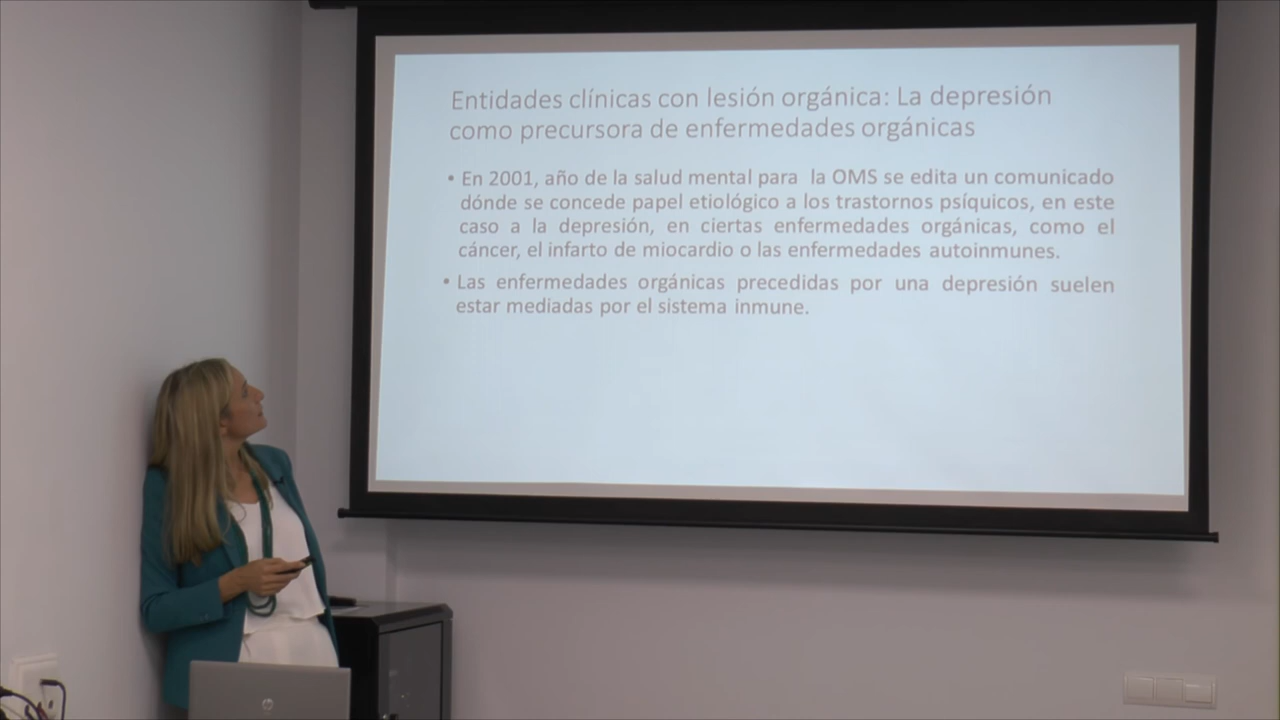 Entidades clínicas con lesión orgánica: La depresión
como precursora de enfermedades orgánicas
• En 2001, año de la salud mental para la OMS se edita un comunicado
dónde se concede papel etiológico a los trastornos psíquicos, en este
caso a la depresión, en ciertas enfermedades orgánicas, como el
cáncer, el infarto de miocardio o las enfermedades autoinmunes.
• Las enfermedades orgánicas precedidas por una depresión suelen
estar mediadas por el sistema inmune.
hp